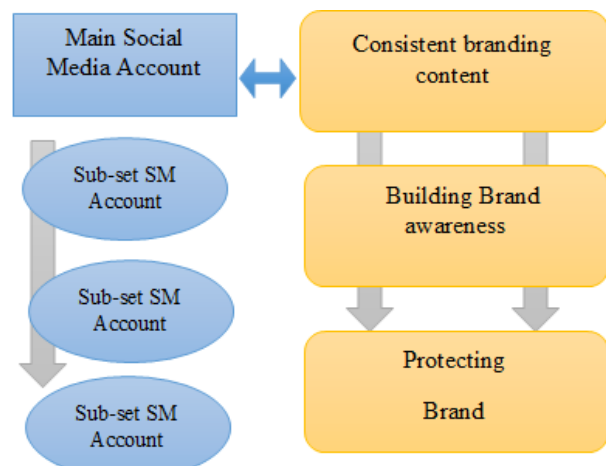 Main Social
Media Account
Consistent branding
content
Sub-set SM
Account
Building Brand
awareness
Sub-set SM
Account
Protecting
Brand
Sub-set SM
Account